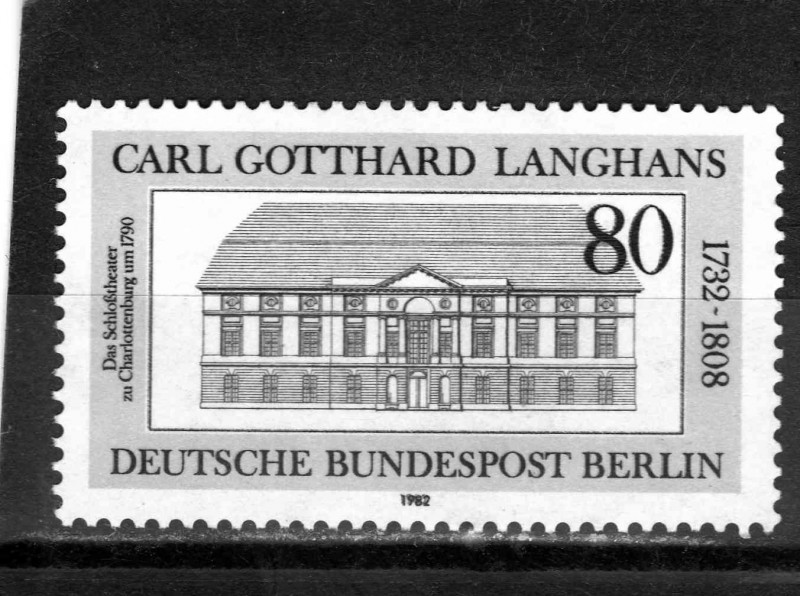 CARL GOTTHARD LANGHANS
80
Das Schloßtheater
zu Charlottenburg um 1790
1732-1808
DEUTSCHE BUNDESPOST BERLIN
1982